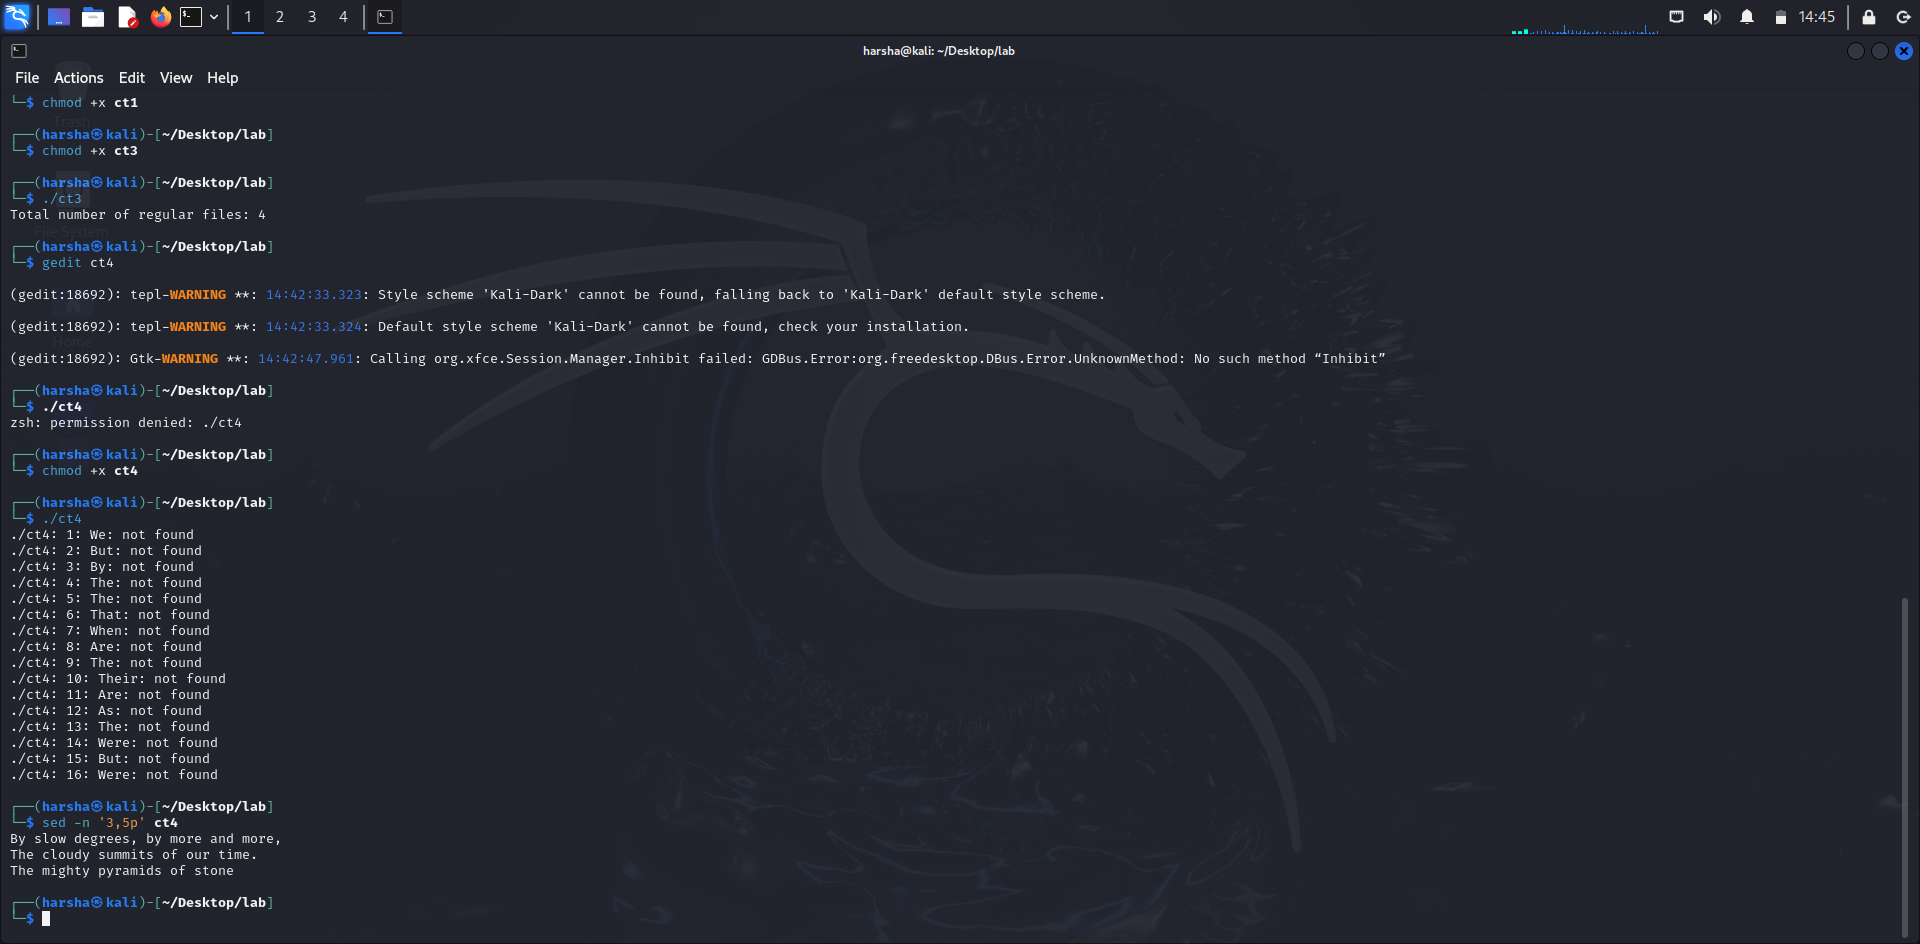 1 2 3 4 14:45
harsha@kali: ~/Desktop/lab
File Actions Edit View Help
└─$ chmod +x ct1
┌──(harsha㉿kali)-[~/Desktop/lab]
└─$ chmod +x ct3
┌──(harsha㉿kali)-[~/Desktop/lab]
└─$ ./ct3
Total number of regular files: 4
┌──(harsha㉿kali)-[~/Desktop/lab]
└─$ gedit ct4
(gedit:18692): tepl-WARNING **: 14:42:33.323: Style scheme 'Kali-Dark' cannot be found, falling back to 'Kali-Dark' default style scheme.
(gedit:18692): tepl-WARNING **: 14:42:33.324: Default style scheme 'Kali-Dark' cannot be found, check your installation.
(gedit:18692): Gtk-WARNING **: 14:42:47.961: Calling org.xfce.Session.Manager.Inhibit failed: GDBus.Error:org.freedesktop.DBus.Error.UnknownMethod: No such method “Inhibit”
┌──(harsha㉿kali)-[~/Desktop/lab]
└─$ ./ct4
zsh: permission denied: ./ct4
┌──(harsha㉿kali)-[~/Desktop/lab]
└─$ chmod +x ct4
┌──(harsha㉿kali)-[~/Desktop/lab]
└─$ ./ct4
./ct4: 1: We: not found
./ct4: 2: But: not found
./ct4: 3: By: not found
./ct4: 4: The: not found
./ct4: 5: The: not found
./ct4: 6: That: not found
./ct4: 7: When: not found
./ct4: 8: Are: not found
./ct4: 9: The: not found
./ct4: 10: Their: not found
./ct4: 11: Are: not found
./ct4: 12: As: not found
./ct4: 13: The: not found
./ct4: 14: Were: not found
./ct4: 15: But: not found
./ct4: 16: Were: not found
┌──(harsha㉿kali)-[~/Desktop/lab]
└─$ sed -n '3,5p' ct4
By slow degrees, by more and more,
The cloudy summits of our time.
The mighty pyramids of stone
┌──(harsha㉿kali)-[~/Desktop/lab]
└─$
Trash
File System
Home